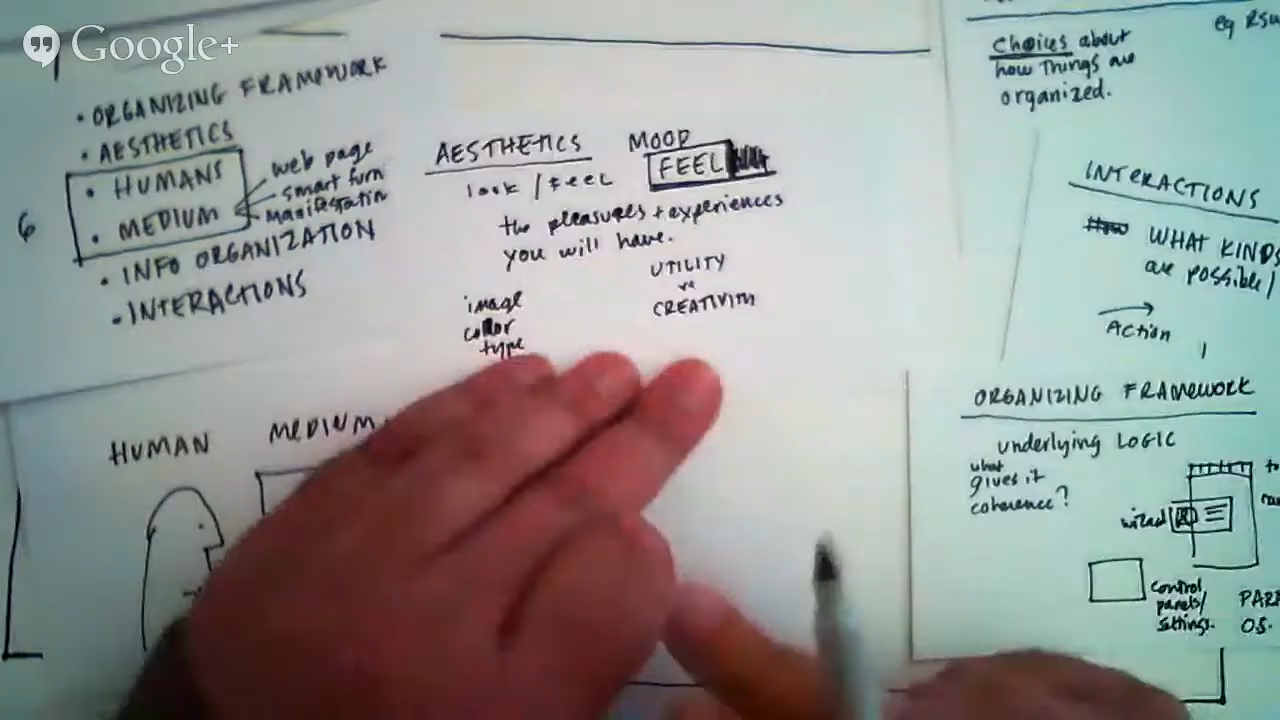 Google+
• ORGANIZING FRAMEWORK
• AESTHETICS
• HUMANS
• MEDIUM
web page
smart furn
manifestation
• INFO ORGANIZATION
• INTERACTIONS
6
AESTHETICS
look / feel
MOOD
FEEL
the pleasures + experiences
you will have.
UTILITY
vs
CREATIVITY
image
color
type
choices about
how things are
organized.
eg
INTERACTIONS
WHAT KINDS
are possible/
Action
HUMAN
MEDIUM
ORGANIZING FRAMEWORK
underlying LOGIC
what
gives it
coherence?
wizard
control
panels/
settings.
O.S.